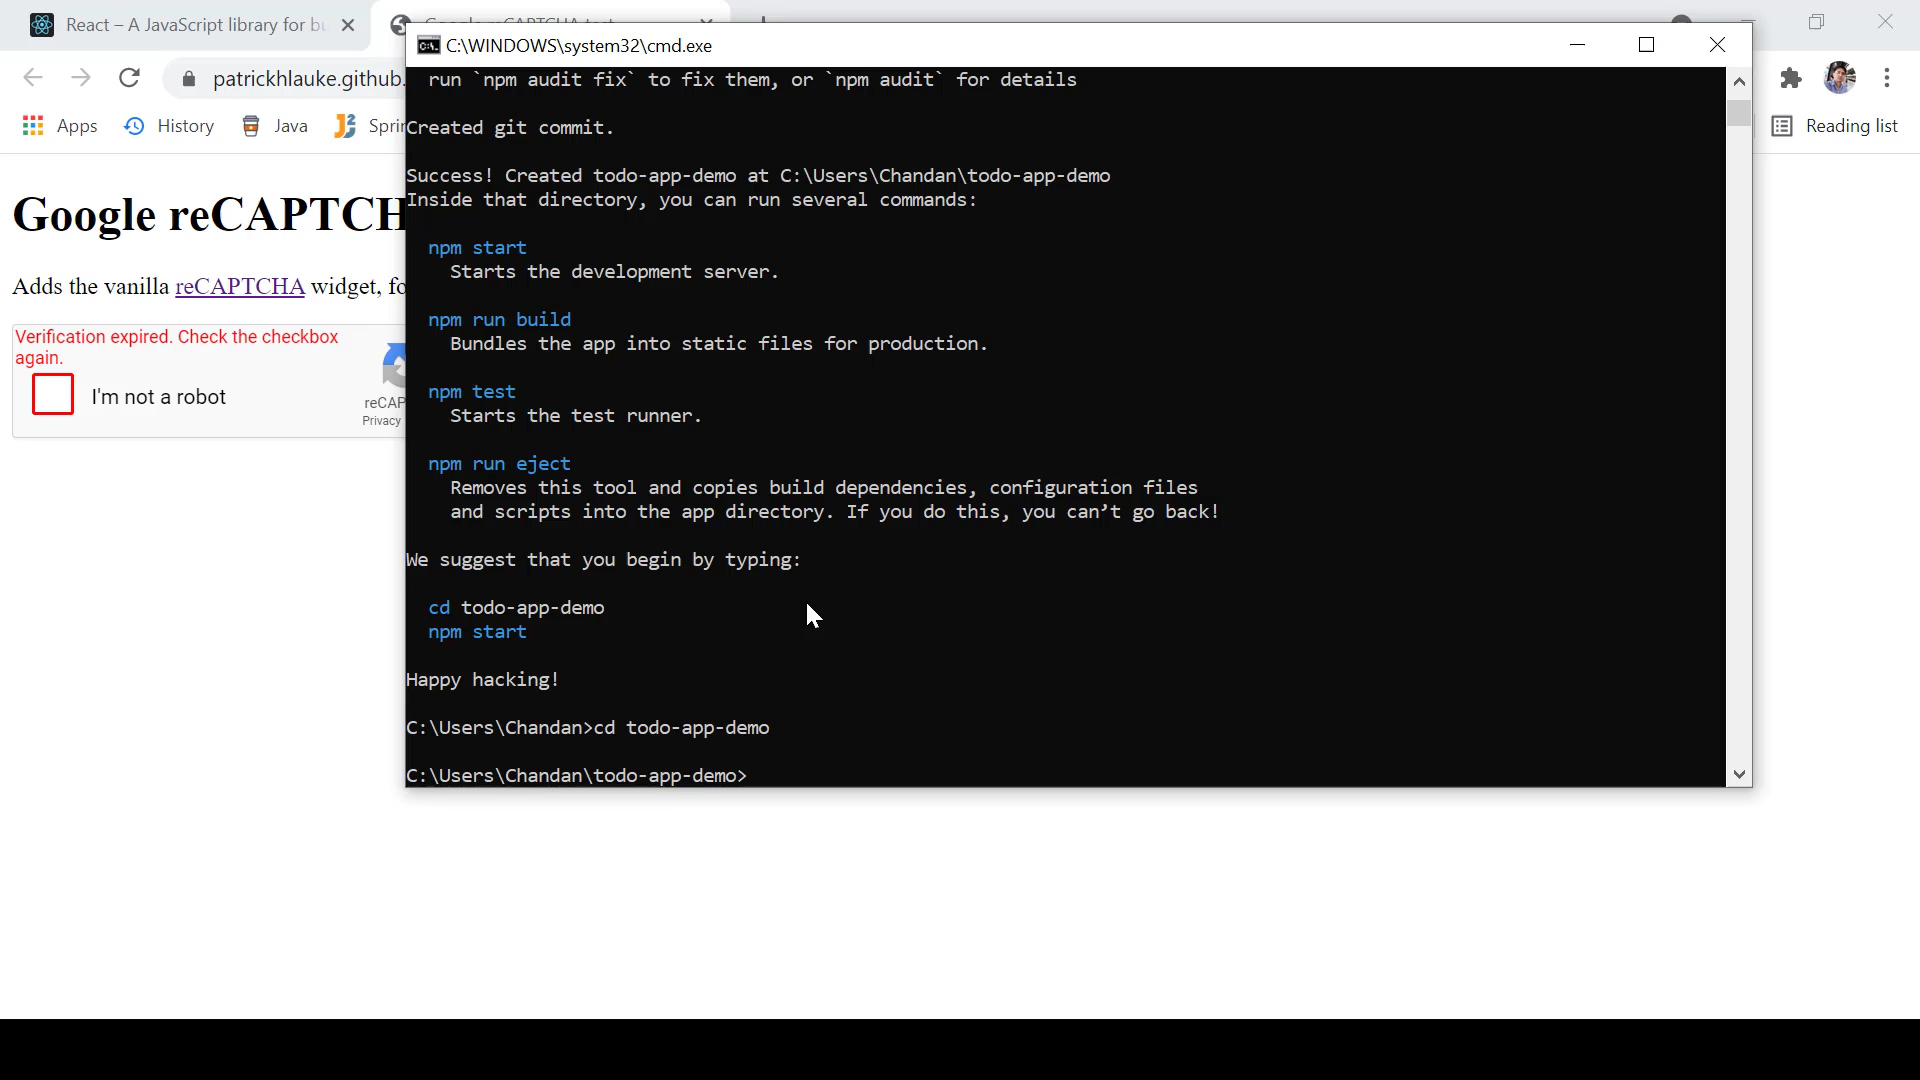 React – A JavaScript library for bu
C:\WINDOWS\system32\cmd.exe
patrickhlauke.github.
Apps
History
Java
Sprin
Reading list
Google reCAPTCH
Adds the vanilla reCAPTCHA widget, fo
Verification expired. Check the checkbox
again.
I'm not a robot
reCAP
Privacy
run `npm audit fix` to fix them, or `npm audit` for details
Created git commit.
Success! Created todo-app-demo at C:\Users\Chandan\todo-app-demo
Inside that directory, you can run several commands:
npm start
Starts the development server.
npm run build
Bundles the app into static files for production.
npm test
Starts the test runner.
npm run eject
Removes this tool and copies build dependencies, configuration files
and scripts into the app directory. If you do this, you can’t go back!
We suggest that you begin by typing:
cd todo-app-demo
npm start
Happy hacking!
C:\Users\Chandan>cd todo-app-demo
C:\Users\Chandan\todo-app-demo>